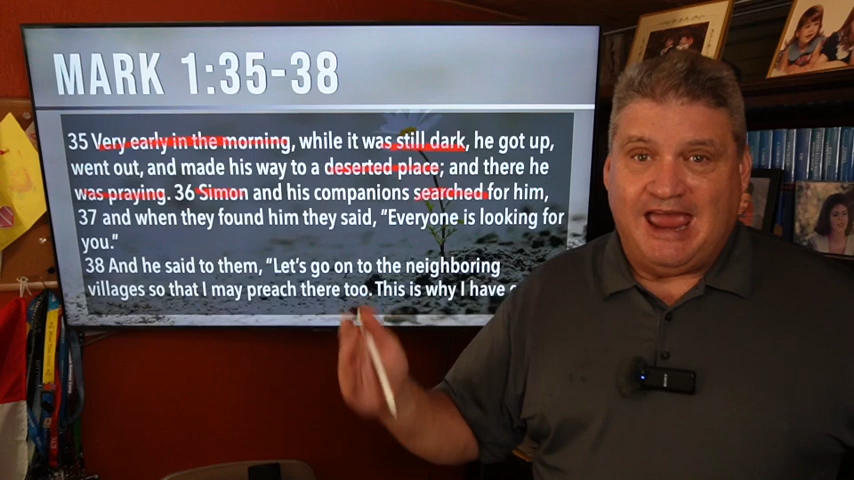 MARK 1:35-38
35 Very early in the morning, while it was still dark, he got up,
went out, and made his way to a deserted place; and there he
was praying. 36 Simon and his companions searched for him,
37 and when they found him they said, "Everyone is looking for
you."
38 And he said to them, "Let's go on to the neighboring
villages so that I may preach there too. This is why I have
SONY